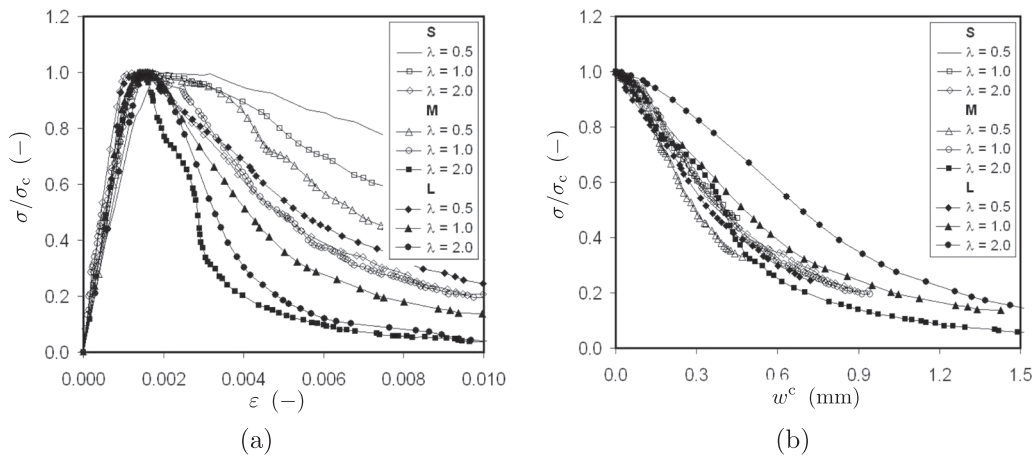 1.2
1.0
0.8
0.6
0.4
0.2
0.0
σ/σc (−)
0.000 0.002 0.004 0.006 0.008 0.010
ε (−)
S
λ = 0.5
λ = 1.0
λ = 2.0
M
λ = 0.5
λ = 1.0
λ = 2.0
L
λ = 0.5
λ = 1.0
λ = 2.0
(a)
1.2
1.0
0.8
0.6
0.4
0.2
0.0
σ/σc (−)
0.0 0.3 0.6 0.9 1.2 1.5
wᶜ (mm)
S
λ = 0.5
λ = 1.0
λ = 2.0
M
λ = 0.5
λ = 1.0
λ = 2.0
L
λ = 0.5
λ = 1.0
λ = 2.0
(b)